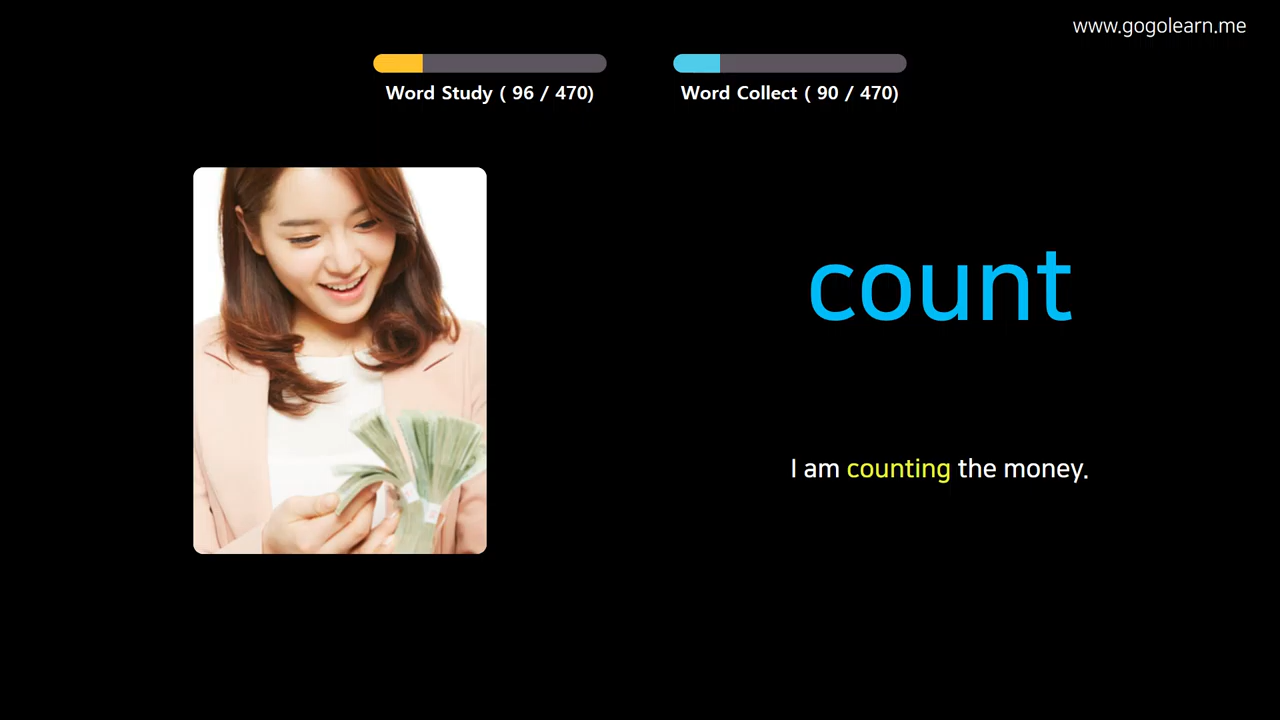 www.gogolearn.me
Word Study ( 96 / 470)
Word Collect ( 90 / 470)
count
I am counting the money.